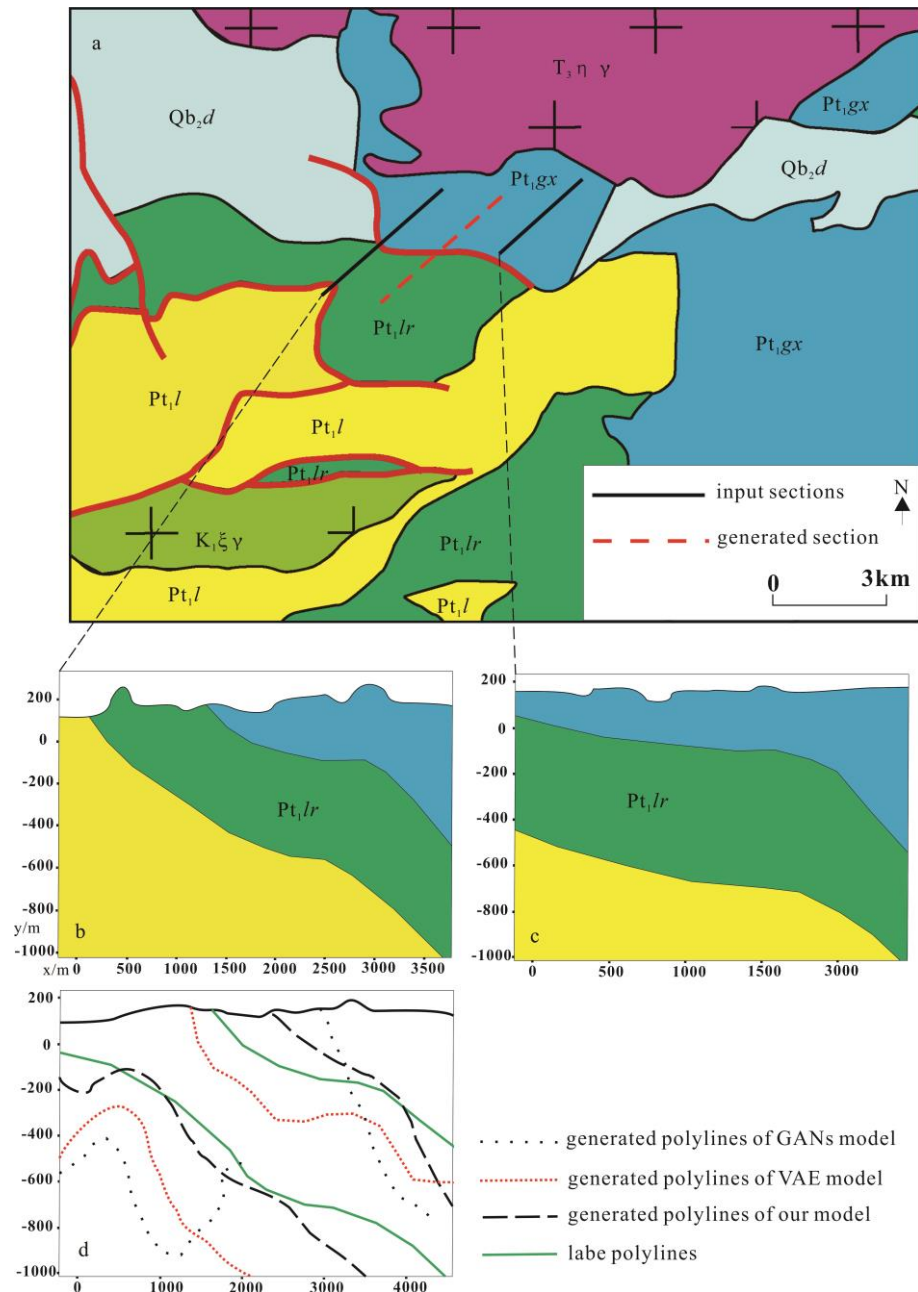 a
T₃ η γ
Pt₁gx
Qb₂d
Qb₂d
Pt₁gx
Pt₁lr
Pt₁gx
Pt₁l
Pt₁l
Pt₁lr
K₁ξγ
Pt₁lr
Pt₁l
Pt₁l
input sections
generated section
N
0 3km
200
0
-200
-400
-600
-800
-1000
y/m
x/m
0 500 1000 1500 2000 2500 3000 3500
Pt₁lr
b
200
0
-200
-400
-600
-800
-1000
0 500 1000 1500 3000
Pt₁lr
c
200
0
-200
-400
-600
-800
-1000
0 1000 2000 3000 4000
d
generated polylines of GANs model
generated polylines of VAE model
generated polylines of our model
labe polylines